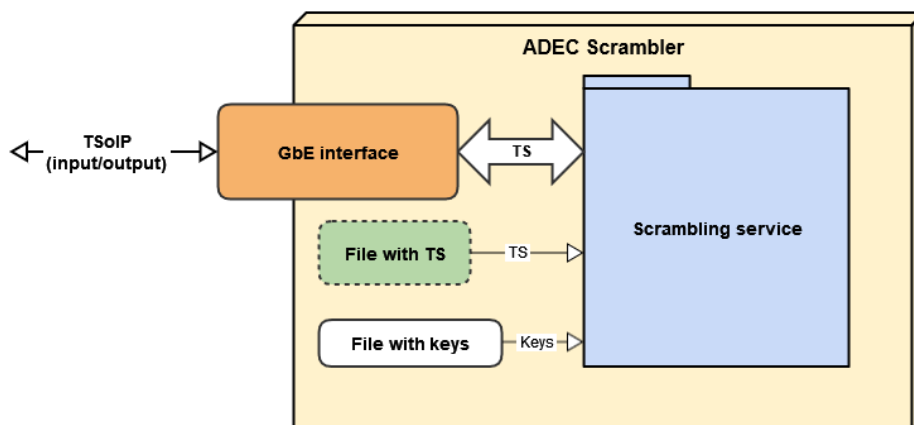 ADEC Scrambler
TSoIP
(input/output)
GbE interface
TS
Scrambling service
File with TS
TS
File with keys
Keys